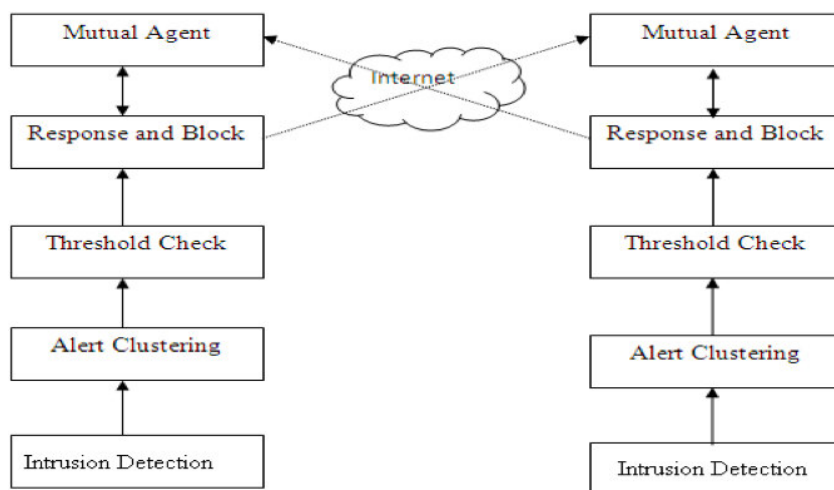 Mutual Agent
Mutual Agent
Internet
Response and Block
Response and Block
Threshold Check
Threshold Check
Alert Clustering
Alert Clustering
Intrusion Detection
Intrusion Detection